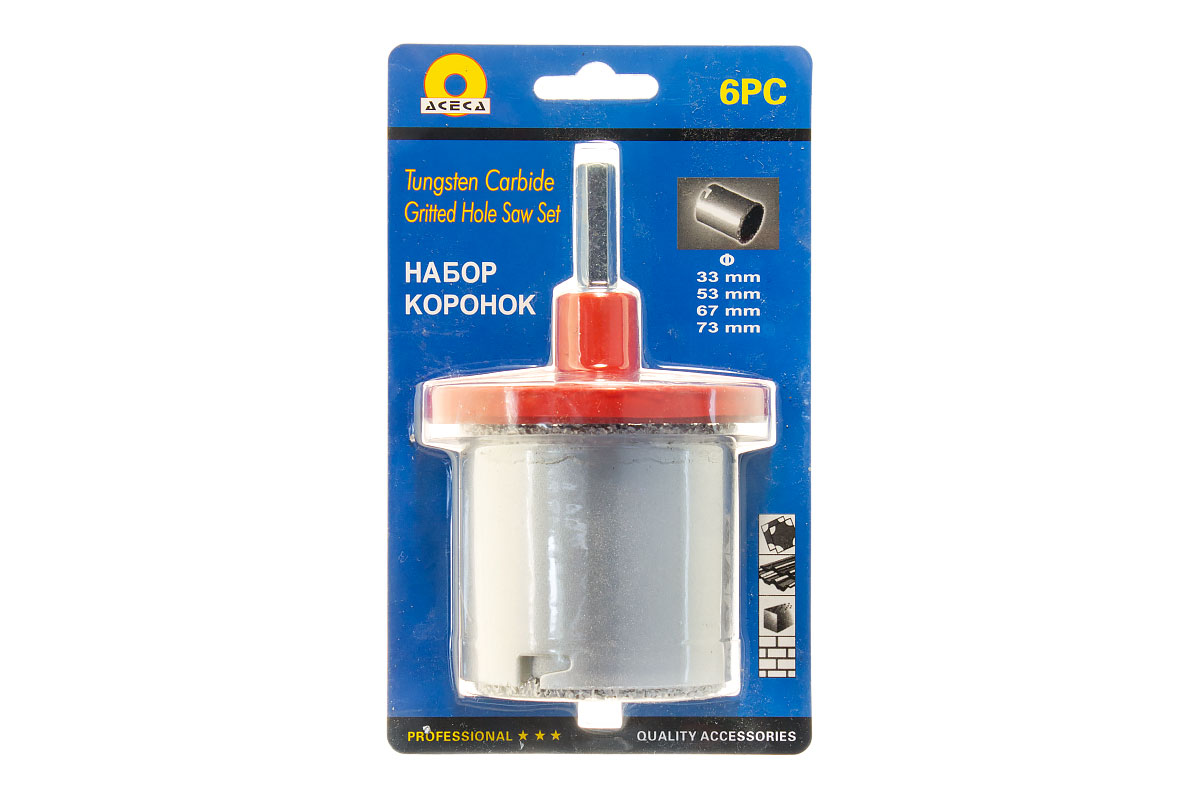 ACECA
6PC
Tungsten Carbide
Gritted Hole Saw Set
НАБОР
КОРОНОК
Φ
33 mm
53 mm
67 mm
73 mm
PROFESSIONAL ★★★
QUALITY ACCESSORIES